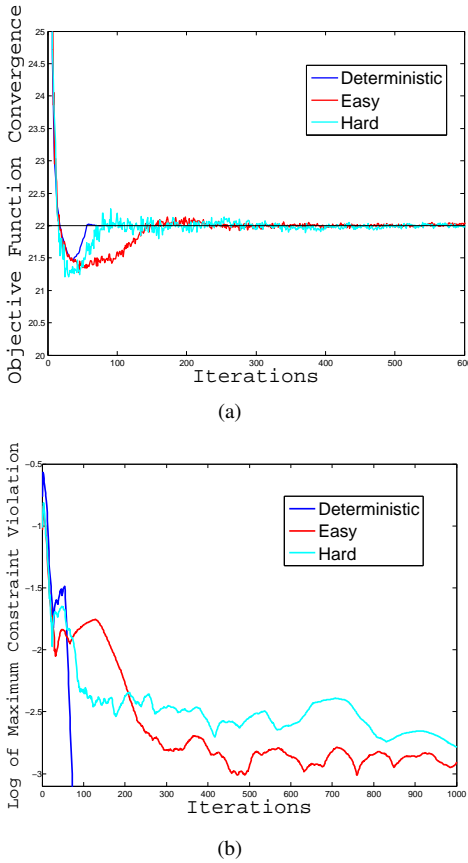 Objective Function Convergence
25
24.5
24
23.5
23
22.5
22
21.5
21
20.5
20
0 100 200 300 400 500 600
Iterations
Deterministic
Easy
Hard
(a)
Log of Maximum Constraint Violation
-0.5
-1
-1.5
-2
-2.5
-3
0 100 200 300 400 500 600 700 800 900 1000
Iterations
Deterministic
Easy
Hard
(b)